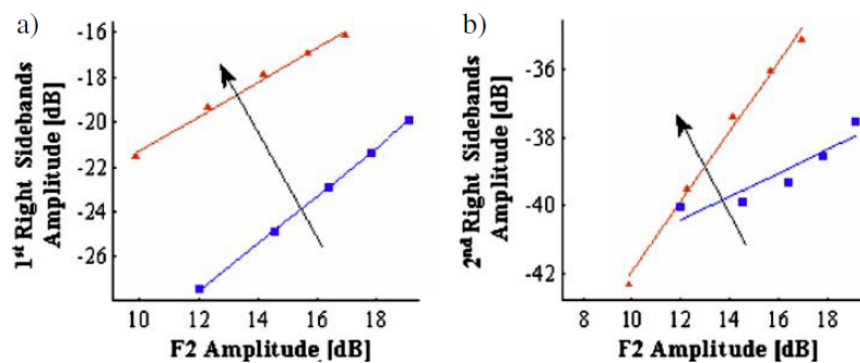 a)
1st Right Sidebands
Amplitude [dB]
-16
-18
-20
-22
-24
-26
10 12 14 16 18
F2 Amplitude [dB]
b)
2nd Right Sidebands
Amplitude [dB]
-36
-38
-40
-42
8 10 12 14 16 18
F2 Amplitude [dB]